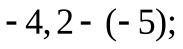 - 4, 2 - (- 5);